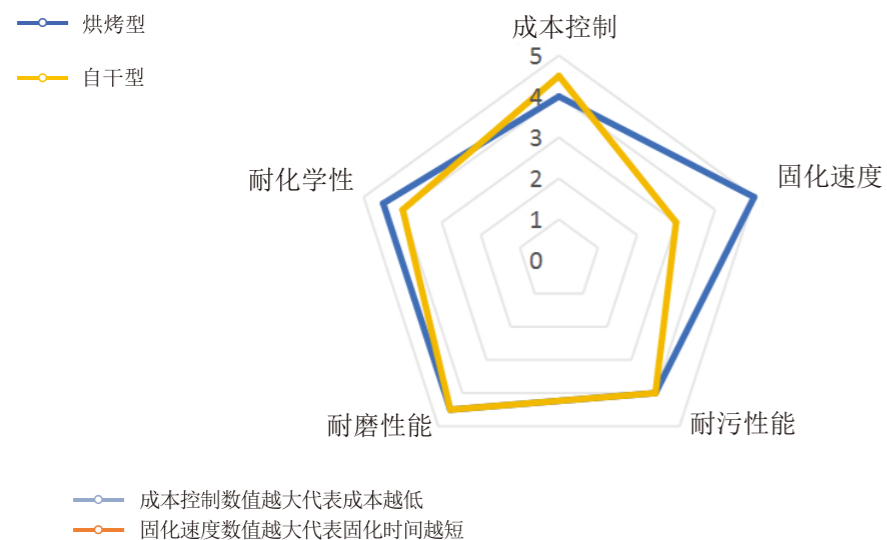 烘烤型
自干型
成本控制
5
4
3
2
1
0
固化速度
耐化学性
耐磨性能
耐污性能
成本控制数值越大代表成本越低
固化速度数值越大代表固化时间越短